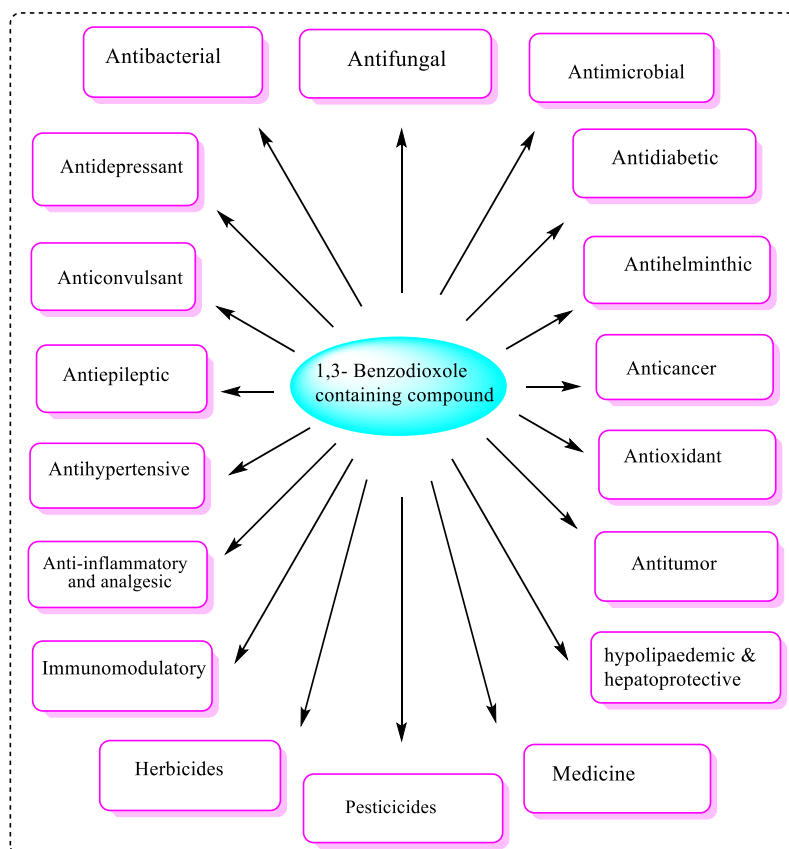 Antibacterial
Antifungal
Antimicrobial
Antidepressant
Antidiabetic
Anticonvulsant
Antihelminthic
1,3- Benzodioxole
containing compound
Antiepileptic
Anticancer
Antihypertensive
Antioxidant
Anti-inflammatory
and analgesic
Antitumor
Immunomodulatory
hypolipaedemic &
hepatoprotective
Herbicides
Pesticicides
Medicine